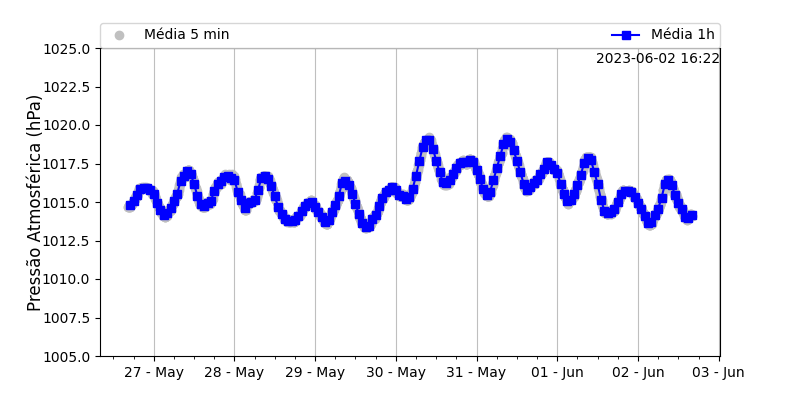 Média 5 min
Média 1h
2023-06-02 16:22
Pressão Atmosférica (hPa)
1025.0
1022.5
1020.0
1017.5
1015.0
1012.5
1010.0
1007.5
1005.0
27 - May
28 - May
29 - May
30 - May
31 - May
01 - Jun
02 - Jun
03 - Jun